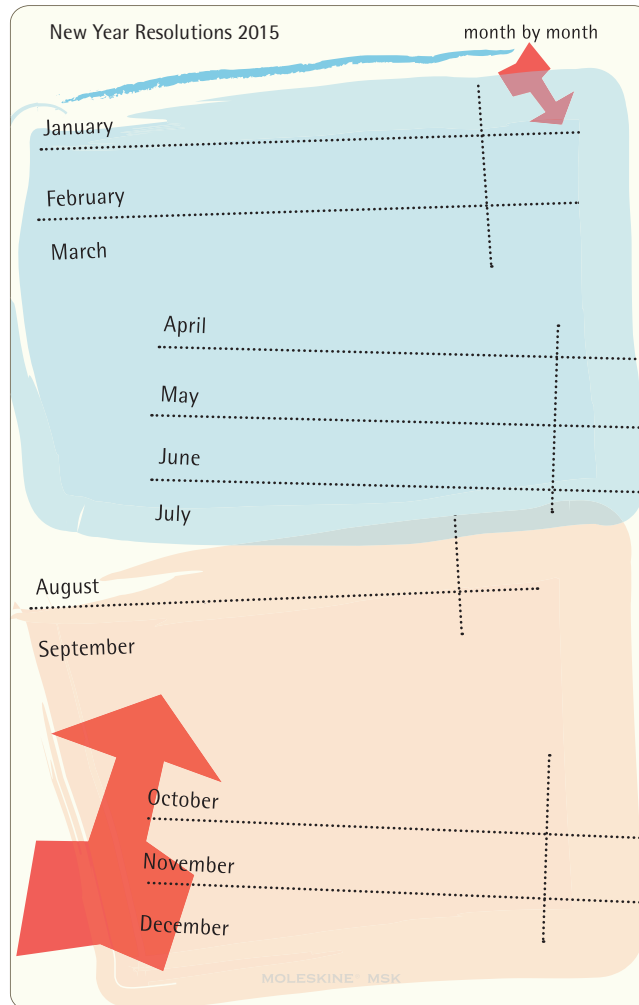 New Year Resolutions 2015
month by month
January
February
March
April
May
June
July
August
September
October
November
December
MOLESKINE® MSK